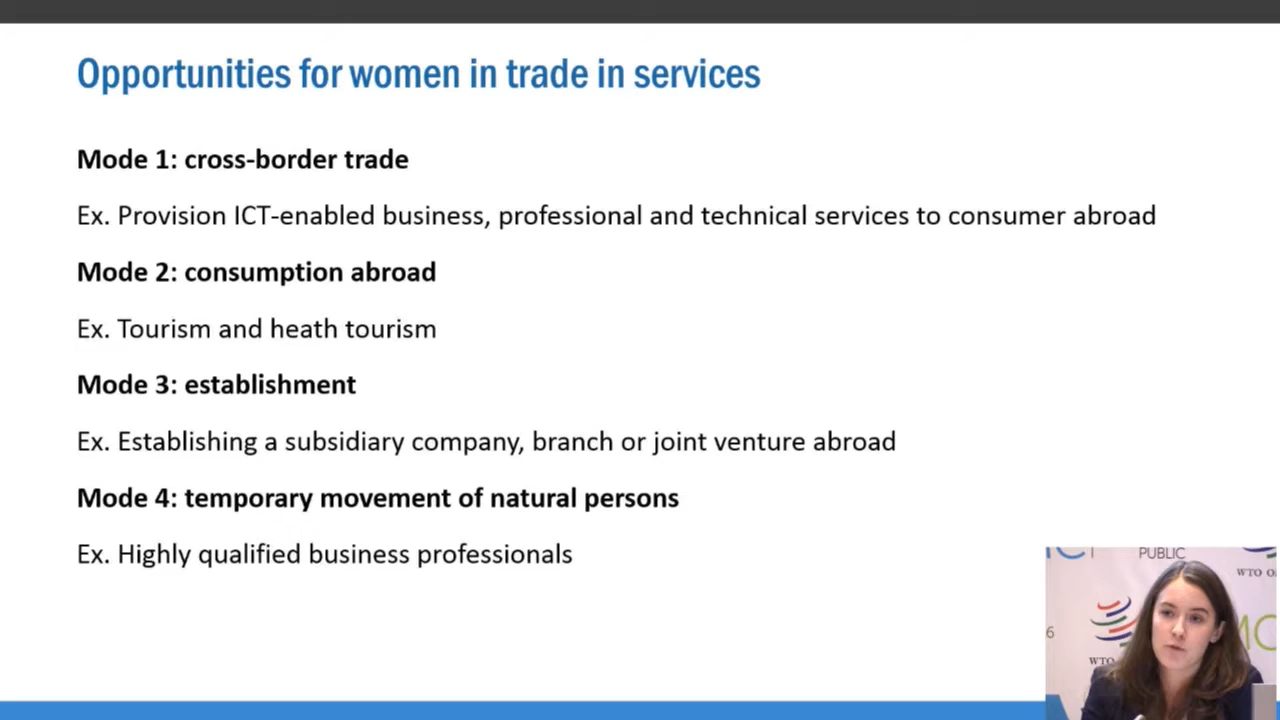 Opportunities for women in trade in services
Mode 1: cross-border trade
Ex. Provision ICT-enabled business, professional and technical services to consumer abroad
Mode 2: consumption abroad
Ex. Tourism and heath tourism
Mode 3: establishment
Ex. Establishing a subsidiary company, branch or joint venture abroad
Mode 4: temporary movement of natural persons
Ex. Highly qualified business professionals
PUBLIC
WTO
6
WTO